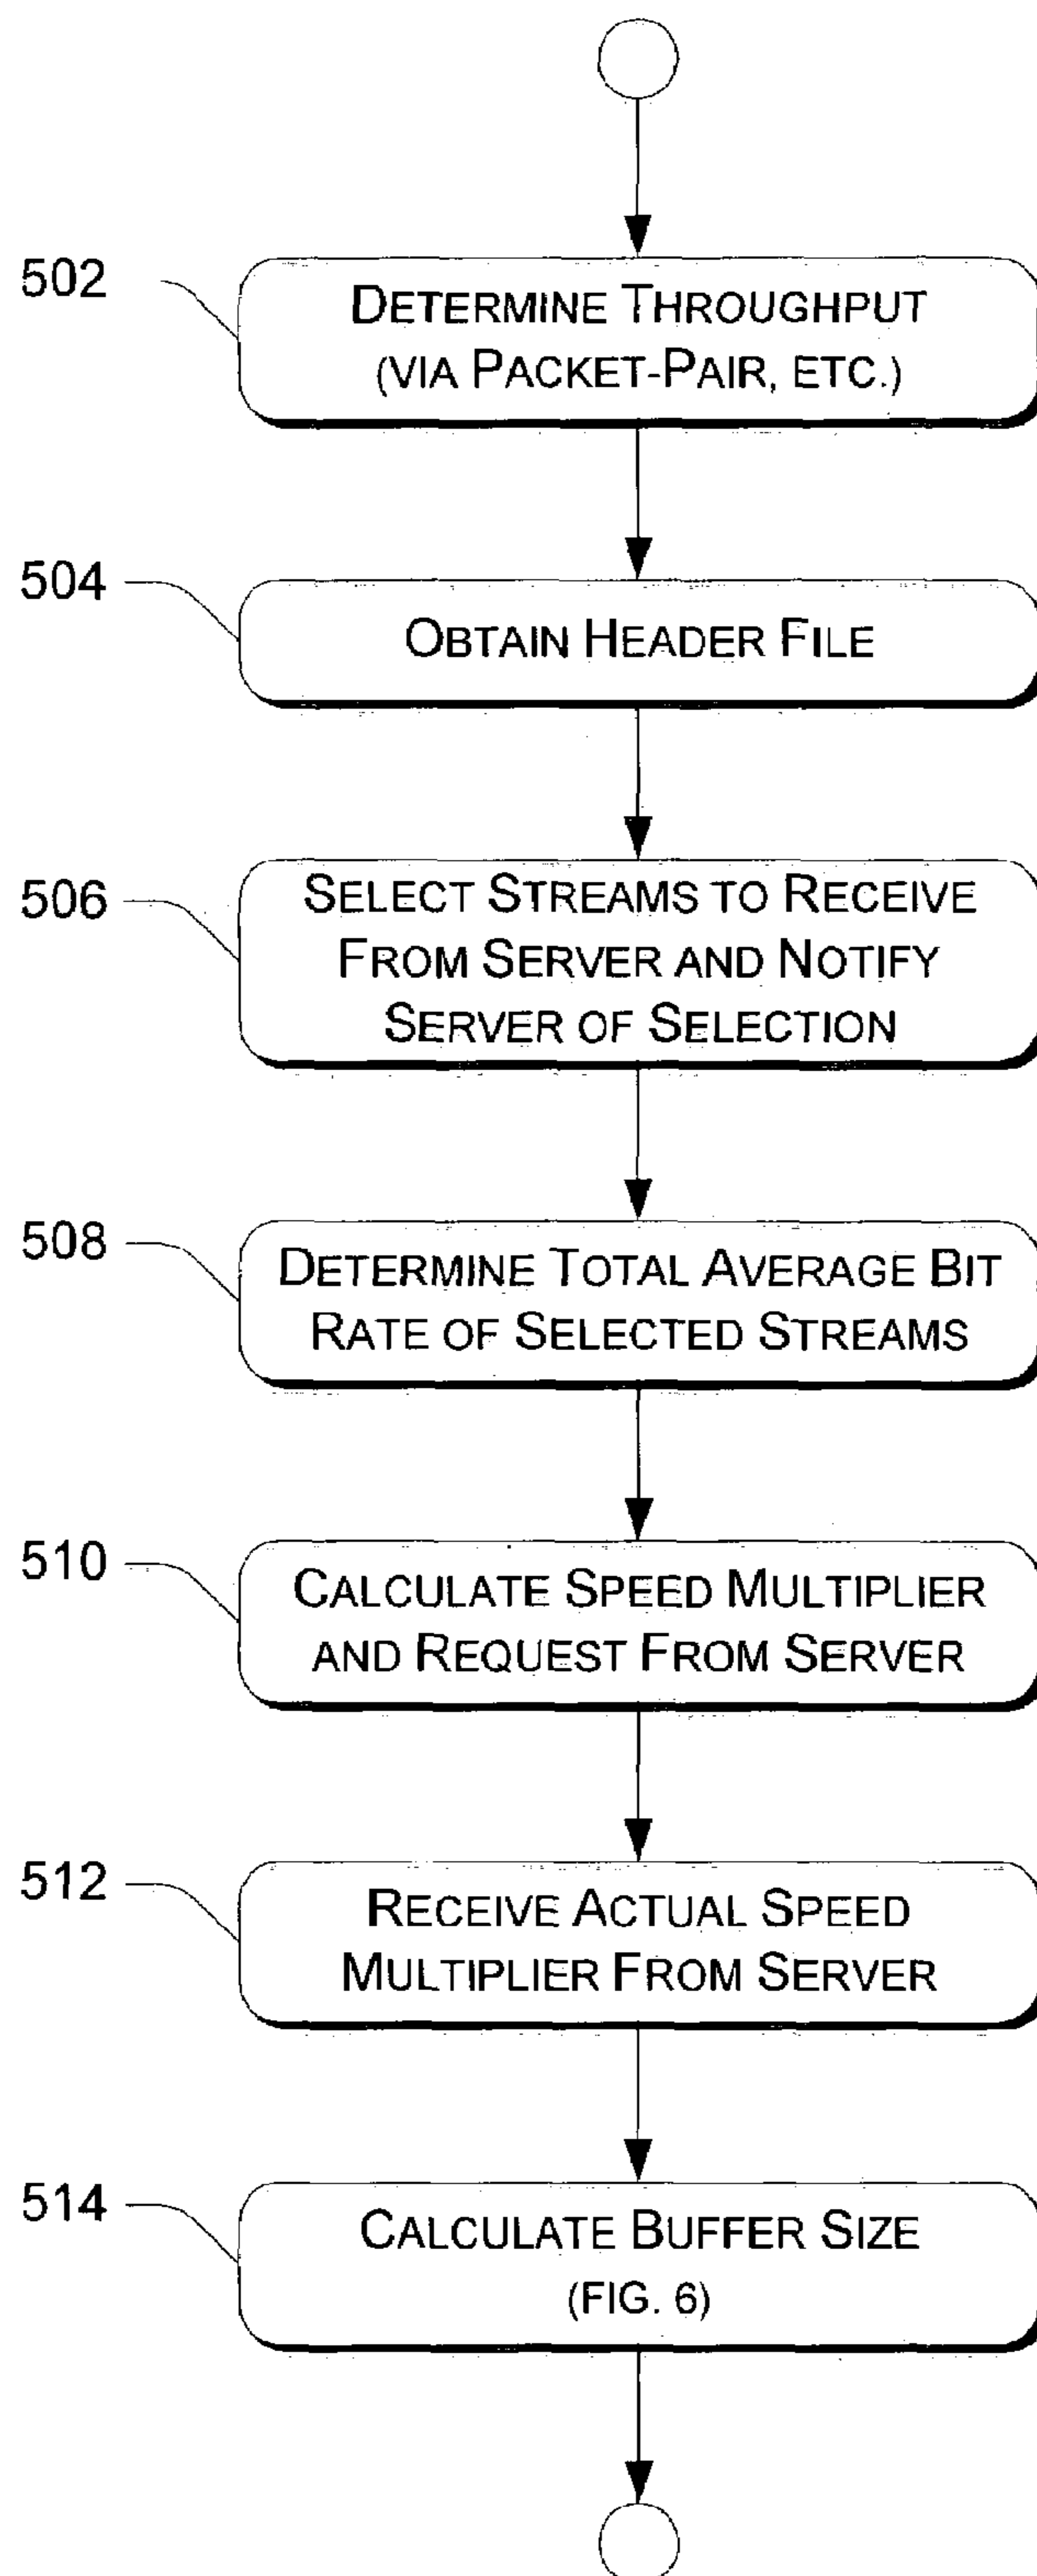 502
DETERMINE THROUGHPUT
(VIA PACKET-PAIR, ETC.)
504
OBTAIN HEADER FILE
506
SELECT STREAMS TO RECEIVE
FROM SERVER AND NOTIFY
SERVER OF SELECTION
508
DETERMINE TOTAL AVERAGE BIT
RATE OF SELECTED STREAMS
510
CALCULATE SPEED MULTIPLIER
AND REQUEST FROM SERVER
512
RECEIVE ACTUAL SPEED
MULTIPLIER FROM SERVER
514
CALCULATE BUFFER SIZE
(FIG. 6)